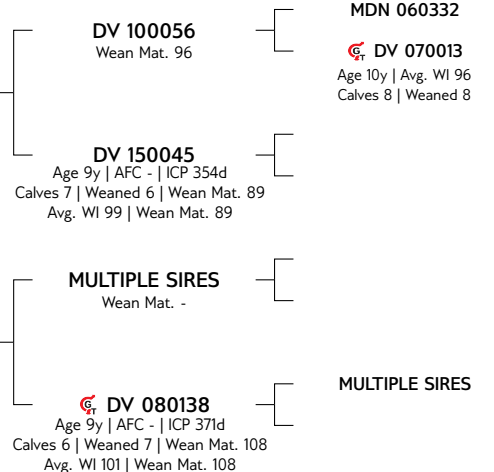 MDN 060332
DV 100056
Wean Mat. 96
GT DV 070013
Age 10y | Avg. WI 96
Calves 8 | Weaned 8
DV 150045
Age 9y | AFC - | ICP 354d
Calves 7 | Weaned 6 | Wean Mat. 89
Avg. WI 99 | Wean Mat. 89
MULTIPLE SIRES
Wean Mat. -
MULTIPLE SIRES
GT DV 080138
Age 9y | AFC - | ICP 371d
Calves 6 | Weaned 7 | Wean Mat. 108
Avg. WI 101 | Wean Mat. 108